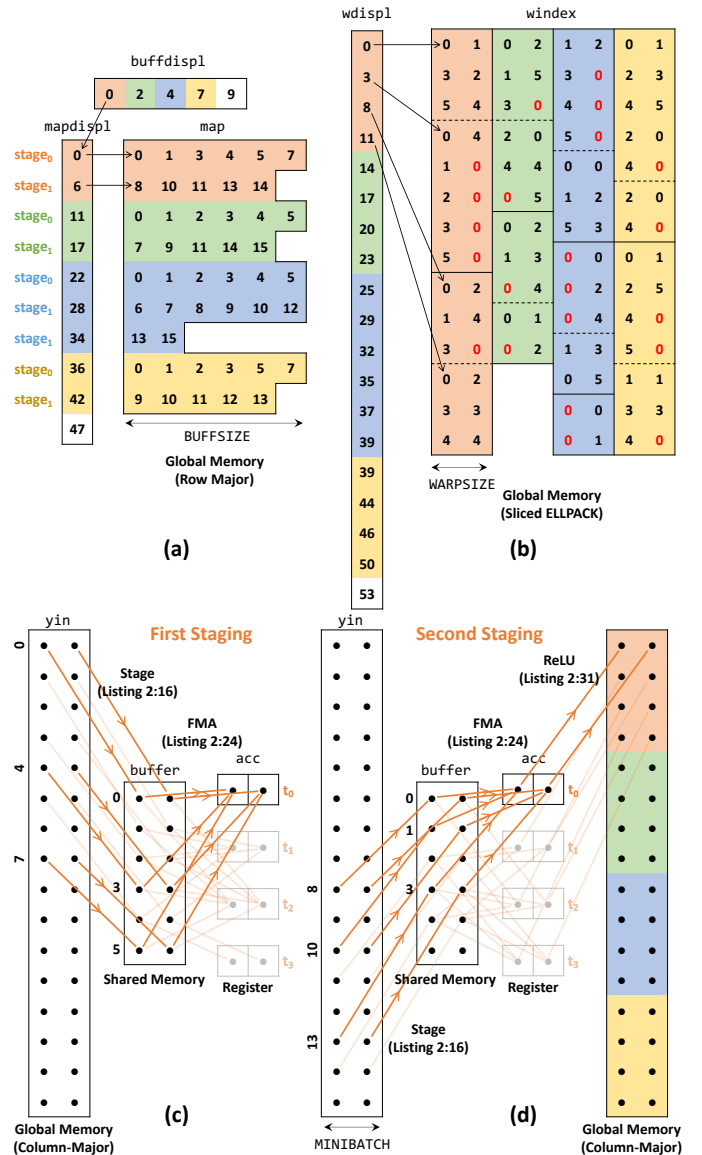 buffdispl
0 2 4 7 9
mapdispl map
stage0 0 0 1 3 4 5 7
stage1 6 8 10 11 13 14
stage0 11 0 1 2 3 4 5
stage1 17 7 9 11 14 15
stage0 22 0 1 2 3 4 5
stage1 28 6 7 8 9 10 12
stage1 34 13 15
stage0 36 0 1 2 3 5 7
stage1 42 9 10 11 12 13
47
BUFFSIZE
Global Memory
(Row Major)
(a)
wdispl
0
3
8
11
14
17
20
23
25
29
32
35
37
39
39
44
46
50
53
windex
0 1 0 2 1 2 0 1
3 2 1 5 3 0 2 3
5 4 3 0 4 0 4 5
0 4 2 0 5 0 2 0
1 0 4 4 0 0 4 0
2 0 0 5 1 2 2 0
3 0 0 2 5 3 4 0
5 0 1 3 0 0 0 1
0 2 0 4 0 2 2 5
1 4 0 1 0 4 4 0
3 0 0 2 1 3 5 0
0 2 0 5 1 1
3 3 0 0 3 3
4 4 0 1 4 0
WARPSIZE
Global Memory
(Sliced ELLPACK)
(b)
yin
First Staging
0
Stage
(Listing 2:16)
FMA
(Listing 2:24)
4
buffer
acc
0
t0
t1
7
3
t2
5
t3
Shared Memory
Register
Global Memory
(Column-Major)
(c)
yin
Second Staging
ReLU
(Listing 2:31)
FMA
(Listing 2:24)
buffer
acc
0
t0
1
t1
8
3
t2
10
t3
Shared Memory
Register
13
Stage
(Listing 2:16)
MINIBATCH
(d)
Global Memory
(Column-Major)